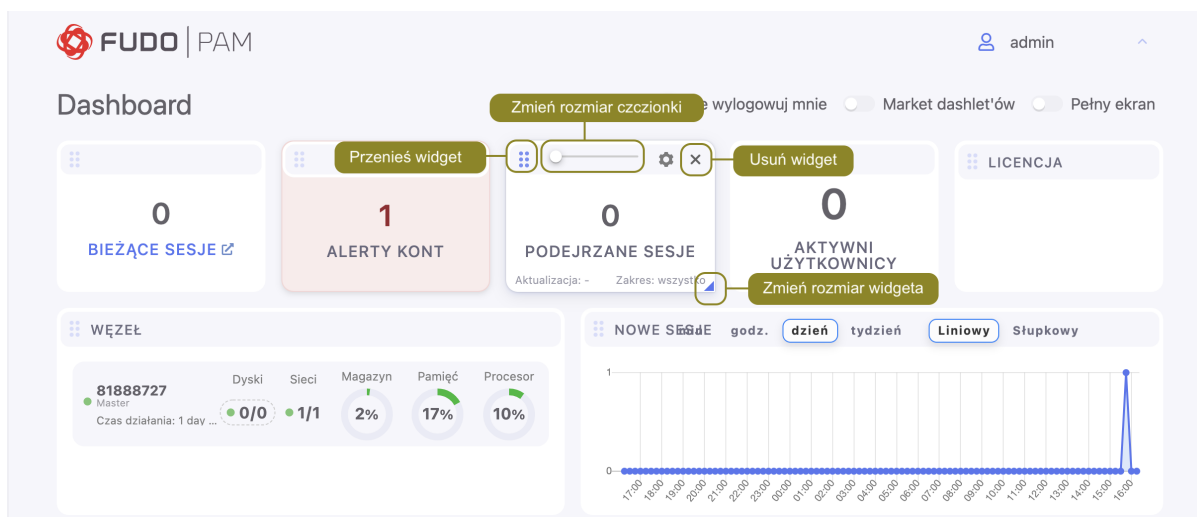 FUDO PAM
admin
Dashboard
Zmień rozmiar czczionki
wylogowuj mnie
Market dashlet'ów
Pełny ekran
Przenieś widget
Usuń widget
LICENCJA
0
BIEŻĄCE SESJE
1
ALERTY KONT
0
PODEJRZANE SESJE
Aktualizacja: -
Zakres: wszystko
0
AKTYWNI
UŻYTKOWNICY
Zmień rozmiar widgeta
WĘZEŁ
81888727
Master
Czas działania: 1 day ...
Dyski
0/0
Sieci
1/1
Magazyn
2%
Pamięć
17%
Procesor
10%
NOWE SESJE
godz.
dzień
tydzień
Liniowy
Słupkowy
1
0
17:00
18:00
19:00
20:00
21:00
22:00
23:00
00:00
01:00
02:00
03:00
04:00
05:00
06:00
07:00
08:00
09:00
10:00
11:00
12:00
13:00
14:00
15:00
16:00